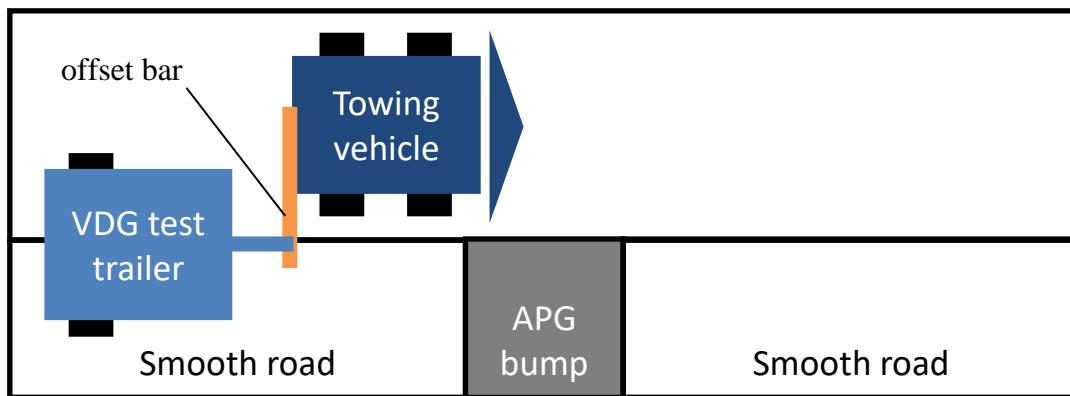 offset bar
Towing
vehicle
VDG test
trailer
APG
bump
Smooth road
Smooth road